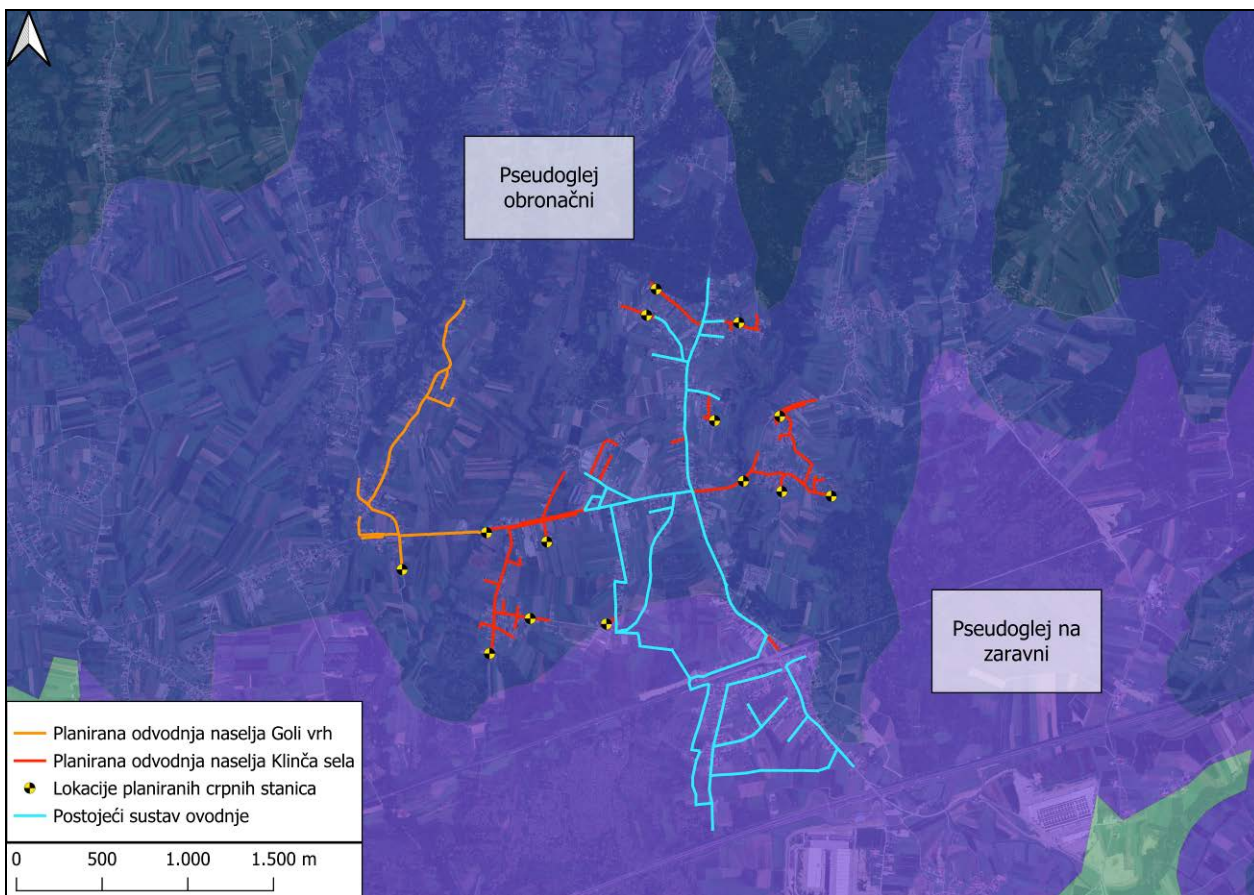 Pseudoglej
obronačni
Pseudoglej na
zaravni
Planirana odvodnja naselja Goli vrh
Planirana odvodnja naselja Klinča sela
Lokacije planiranih crpnih stanica
Postojeći sustav ovodnje
0 500 1.000 1.500 m